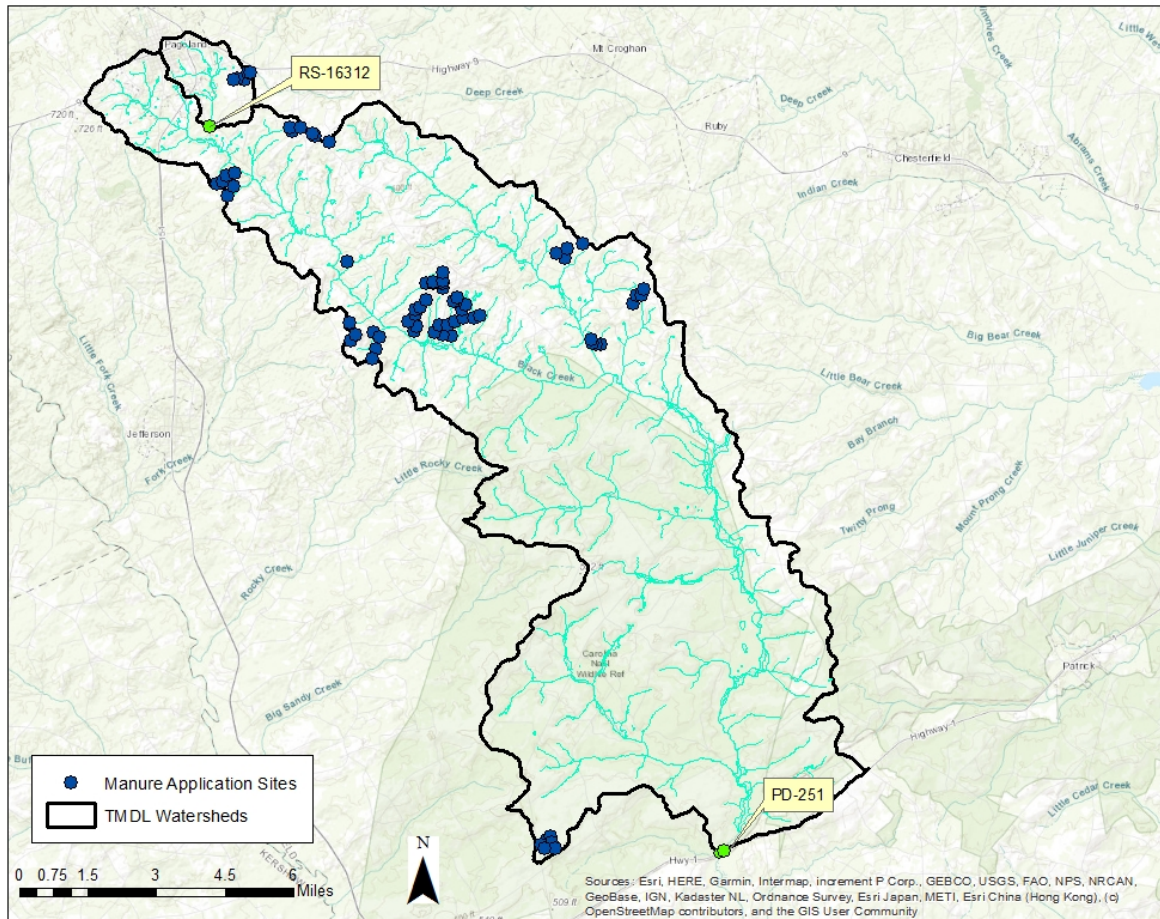 Pageland
RS-16312
Highway 9
Mt Croghan
Deep Creek
Deep Creek
720 ft
726 ft
Ruby
Chesterfield
9
9
Abrams Creek
Indian Creek
151
Big Bear Creek
Little Fork Creek
Black Creek
Little Bear Creek
Jefferson
Bay Branch
Fork Creek
Little Rocky Creek
Twitty Prong
Mount Prong Creek
Little Juniper Creek
Rocky Creek
Carolina
Nasl
Wildlife Ref
Patrick
Big Sandy Creek
Highway 1
Manure Application Sites
TMDL Watersheds
PD-251
Little Cedar Creek
N
Hwy 1
0 0.75 1.5 3 4.5 6
Miles
509 ft
Sources: Esri, HERE, Garmin, Intermap, increment P Corp., GEBCO, USGS, FAO, NPS, NRCAN,
GeoBase, IGN, Kadaster NL, Ordnance Survey, Esri Japan, METI, Esri China (Hong Kong), (c)
OpenStreetMap contributors, and the GIS User Community